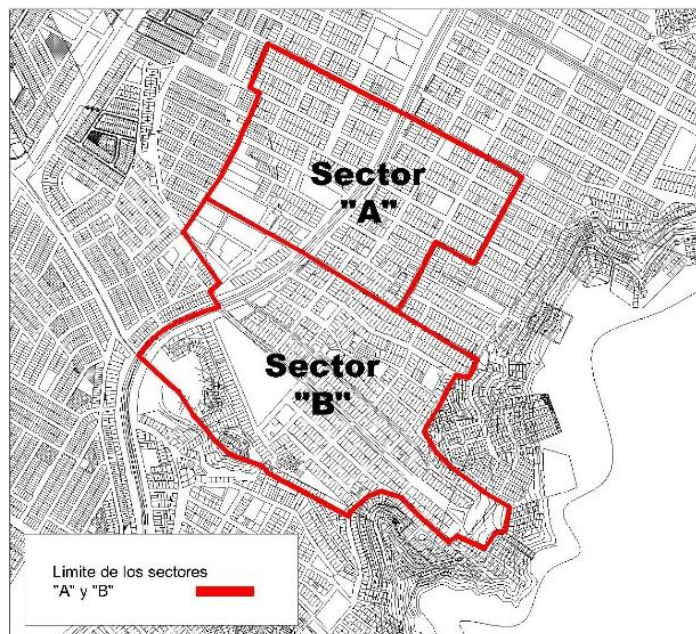 Sector
"A"
Sector
"B"
Limite de los sectores
"A" y "B"